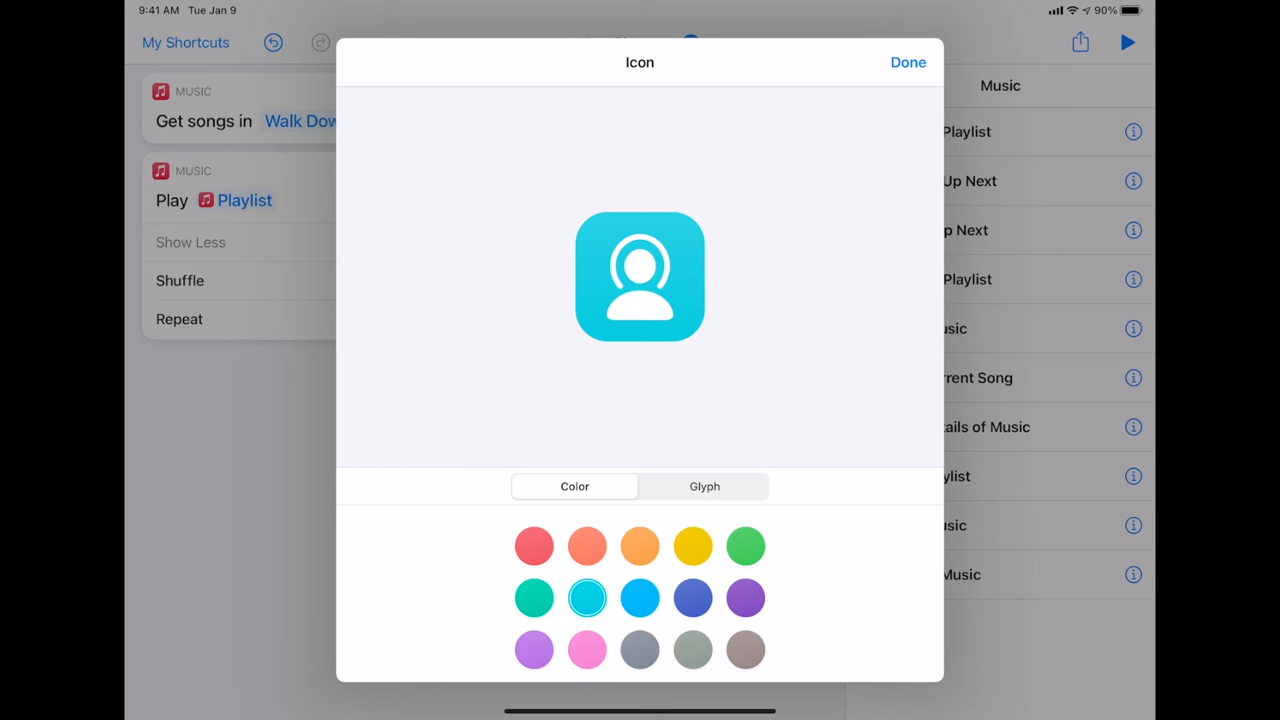 9:41 AM Tue Jan 9
90%
My Shortcuts
Icon
Done
Music
MUSIC
Get songs in Walk Dow
MUSIC
Play Playlist
Show Less
Shuffle
Repeat
Playlist
Up Next
p Next
Playlist
usic
rrent Song
tails of Music
ylist
usic
Music
Color
Glyph